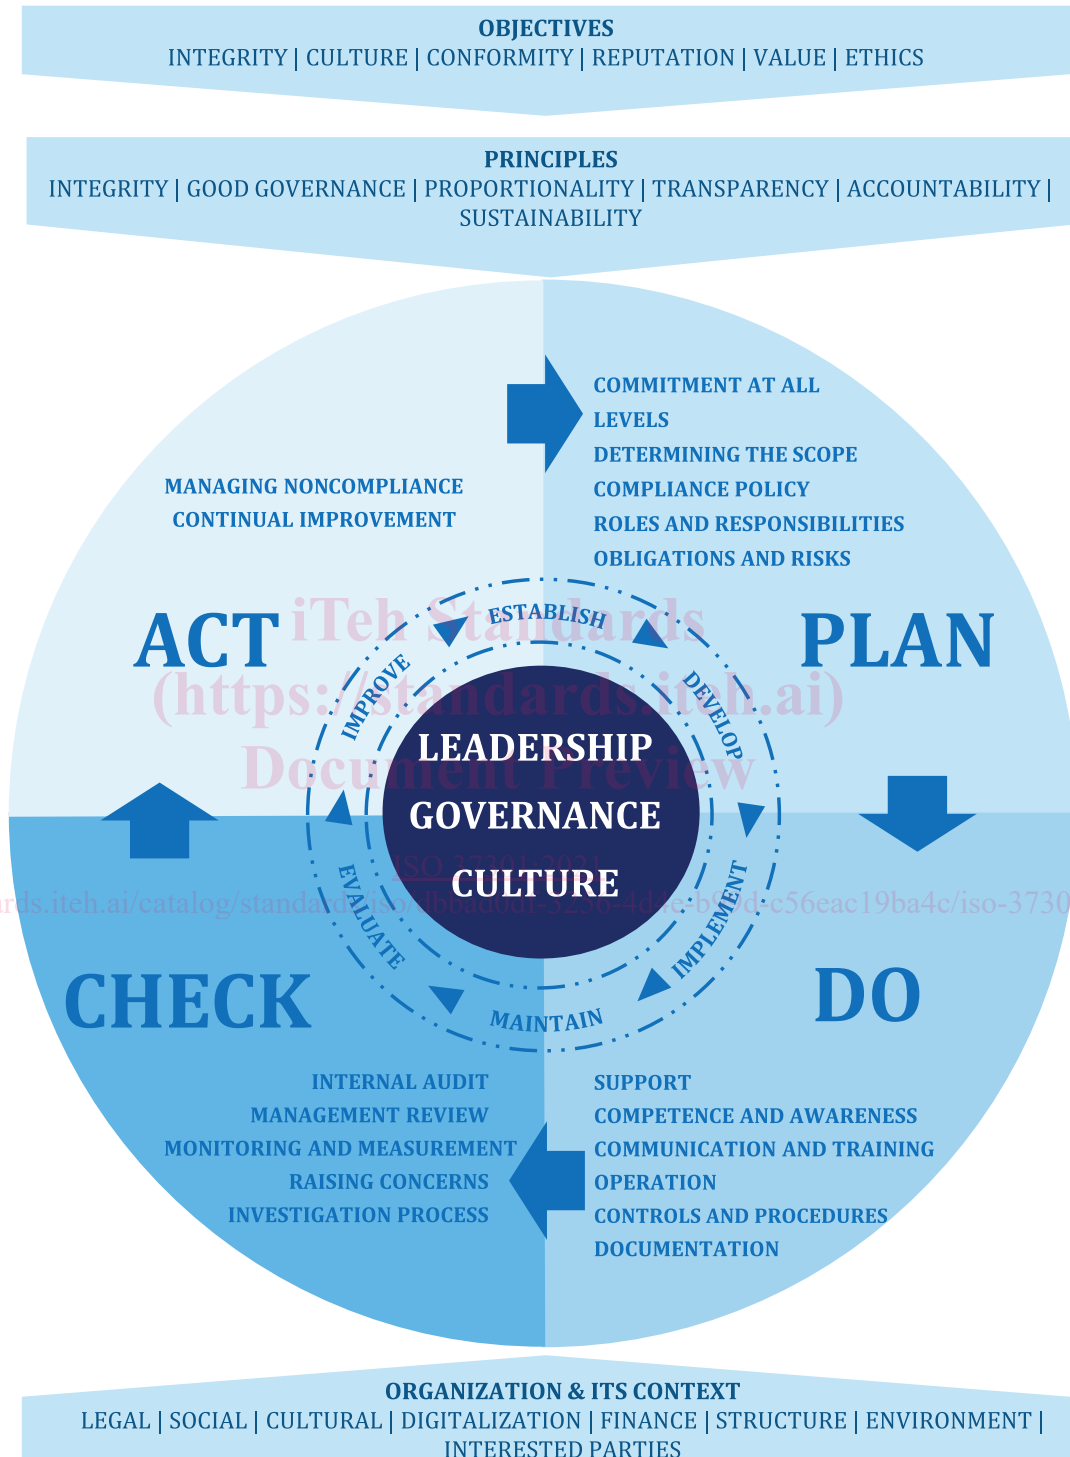 OBJECTIVES
INTEGRITY | CULTURE | CONFORMITY | REPUTATION | VALUE | ETHICS
PRINCIPLES
INTEGRITY | GOOD GOVERNANCE | PROPORTIONALITY | TRANSPARENCY | ACCOUNTABILITY |
SUSTAINABILITY
COMMITMENT AT ALL
LEVELS
DETERMINING THE SCOPE
COMPLIANCE POLICY
ROLES AND RESPONSIBILITIES
OBLIGATIONS AND RISKS
MANAGING NONCOMPLIANCE
CONTINUAL IMPROVEMENT
ACT
PLAN
ESTABLISH
DEVELOP
IMPLEMENT
MAINTAIN
EVALUATE
IMPROVE
LEADERSHIP
GOVERNANCE
CULTURE
iTeh Standards
(https://standards.iteh.ai)
Document Preview
ISO 37301:2021
CHECK
DO
INTERNAL AUDIT
MANAGEMENT REVIEW
MONITORING AND MEASUREMENT
RAISING CONCERNS
INVESTIGATION PROCESS
SUPPORT
COMPETENCE AND AWARENESS
COMMUNICATION AND TRAINING
OPERATION
CONTROLS AND PROCEDURES
DOCUMENTATION
ORGANIZATION & ITS CONTEXT
LEGAL | SOCIAL | CULTURAL | DIGITALIZATION | FINANCE | STRUCTURE | ENVIRONMENT |
INTERESTED PARTIES